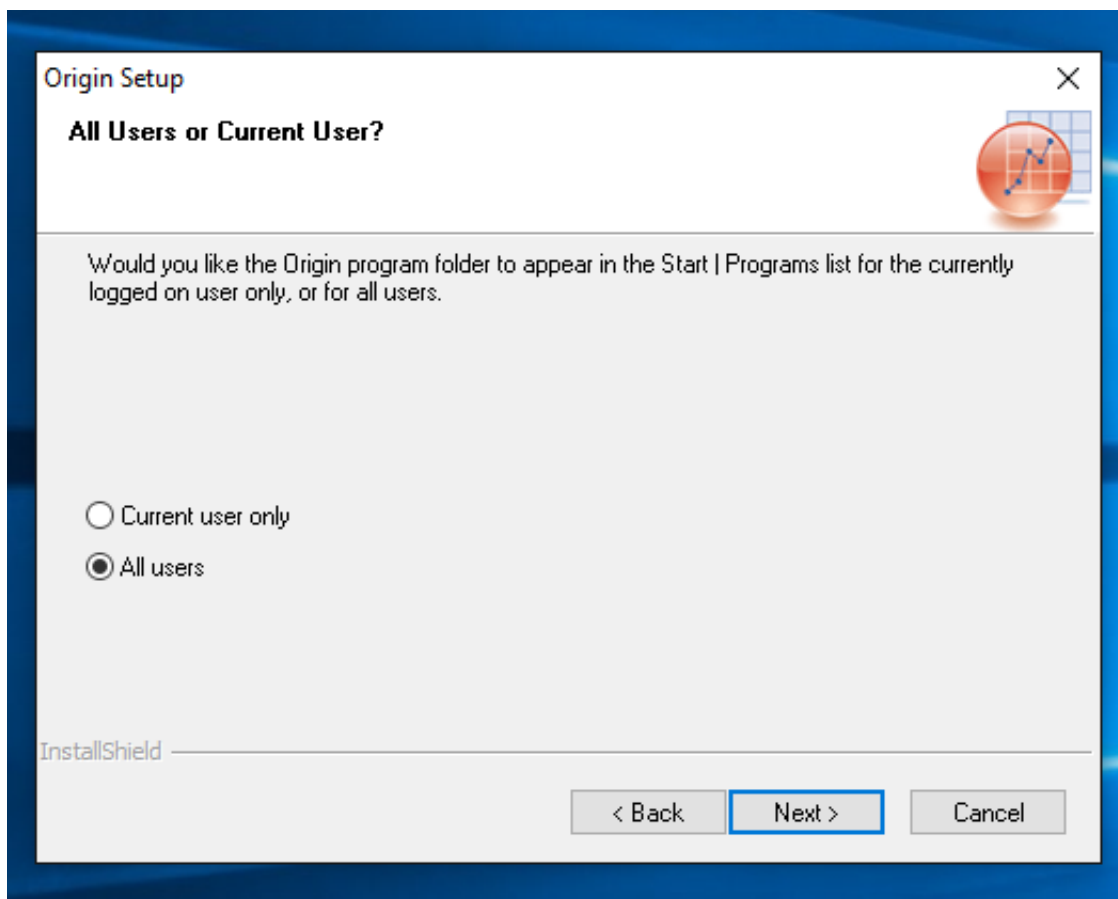 Origin Setup
All Users or Current User?
Would you like the Origin program folder to appear in the Start | Programs list for the currently
logged on user only, or for all users.
Current user only
All users
InstallShield
< Back
Next >
Cancel